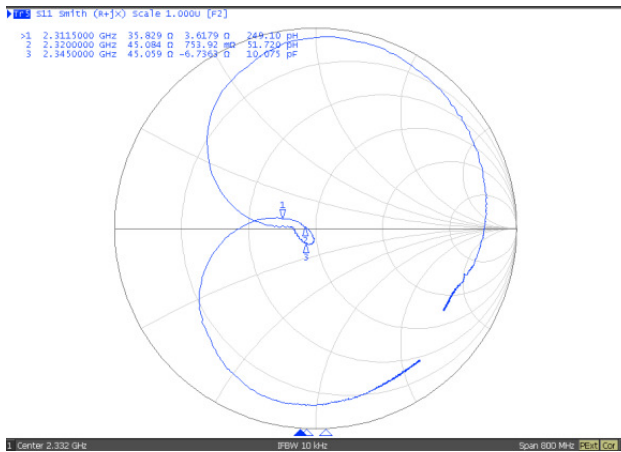 Tr3 S11 Smith (R+jX) Scale 1.000U [F2]
>1 2.3115000 GHz 35.829 Ω 3.6179 Ω 249.10 pH
2 2.3200000 GHz 45.084 Ω 753.92 mΩ 51.720 pH
3 2.3450000 GHz 45.059 Ω -6.7363 Ω 10.075 pF
1
2
3
1 Center 2.332 GHz IFBW 10 kHz Span 800 MHz PExt Cor